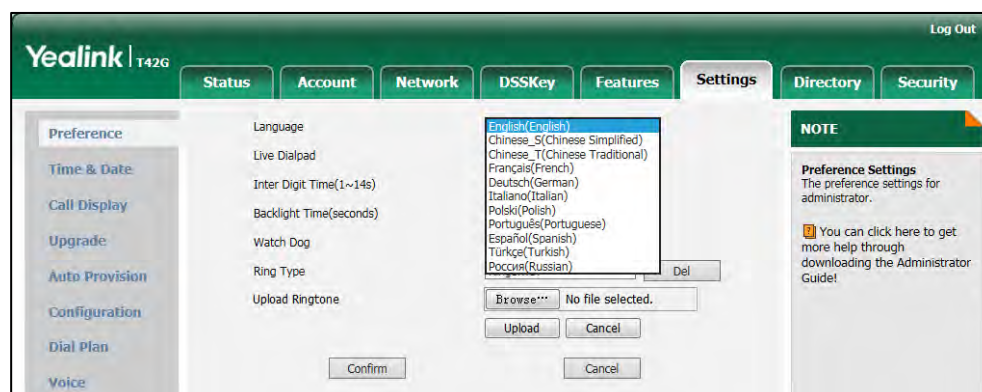 Log Out
Yealink | T42G
Status Account Network DSSKey Features Settings Directory Security
Preference
Time & Date
Call Display
Upgrade
Auto Provision
Configuration
Dial Plan
Voice
Language
Live Dialpad
Inter Digit Time(1~14s)
Backlight Time(seconds)
Watch Dog
Ring Type
Upload Ringtone
English(English)
Chinese_S(Chinese Simplified)
Chinese_T(Chinese Traditional)
Français(French)
Deutsch(German)
Italiano(Italian)
Polski(Polish)
Português(Portuguese)
Español(Spanish)
Türkçe(Turkish)
Россия(Russian)
Del
Browse... No file selected.
Upload Cancel
Confirm Cancel
NOTE
Preference Settings
The preference settings for
administrator.
You can click here to get
more help through
downloading the Administrator
Guide!